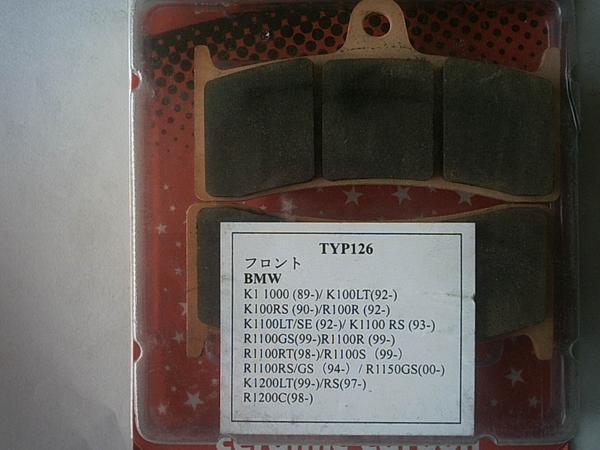 TYP126
フロント
BMW
K1 1000 (89-)/ K100LT(92-)
K100RS (90-)/R100R (92-)
K1100LT/SE (92-)/ K1100 RS (93-)
R1100GS(99-)R1100R (99-)
R1100RT(98-)/R1100S（99-）
R1100RS/GS（94-）/ R1150GS(00-)
K1200LT(99-)/RS(97-)
R1200C(98-)
ceramic carbon